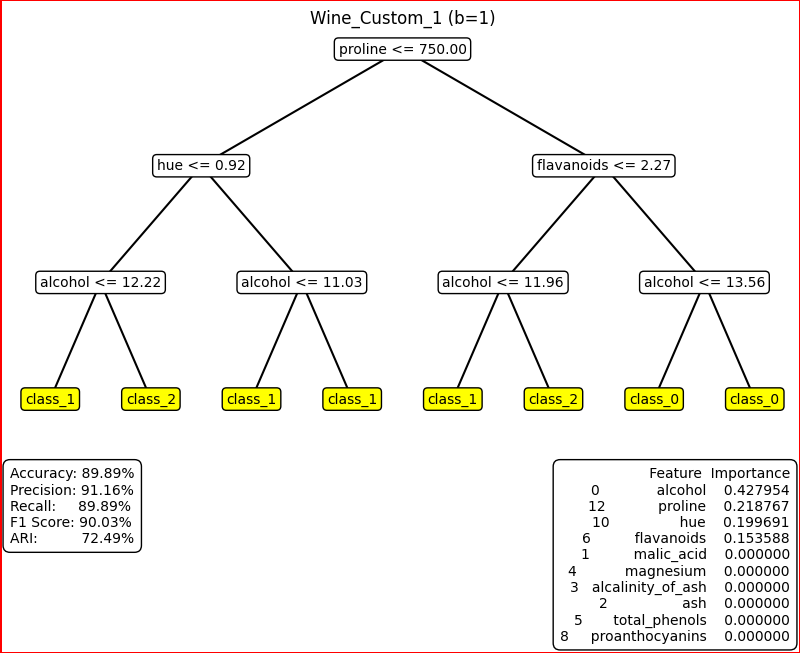 Wine_Custom_1 (b=1)
proline <= 750.00
hue <= 0.92
flavanoids <= 2.27
alcohol <= 12.22
alcohol <= 11.03
alcohol <= 11.96
alcohol <= 13.56
class_1
class_2
class_1
class_1
class_1
class_2
class_0
class_0
Accuracy: 89.89%
Precision: 91.16%
Recall: 89.89%
F1 Score: 90.03%
ARI: 72.49%
Feature Importance
0 alcohol 0.427954
12 proline 0.218767
10 hue 0.199691
6 flavanoids 0.153588
1 malic_acid 0.000000
4 magnesium 0.000000
3 alcalinity_of_ash 0.000000
2 ash 0.000000
5 total_phenols 0.000000
8 proanthocyanins 0.000000